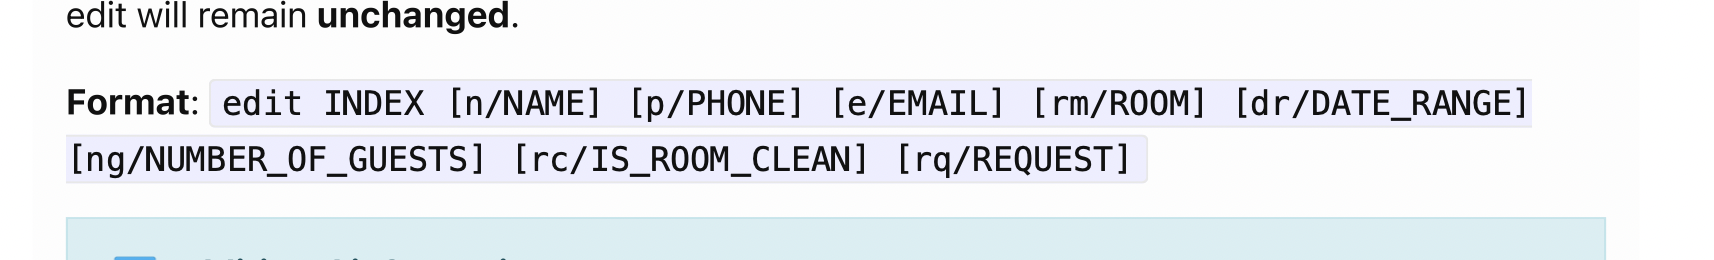 edit will remain unchanged.
Format: edit INDEX [n/NAME] [p/PHONE] [e/EMAIL] [rm/ROOM] [dr/DATE_RANGE]
[ng/NUMBER_OF_GUESTS] [rc/IS_ROOM_CLEAN] [rq/REQUEST]